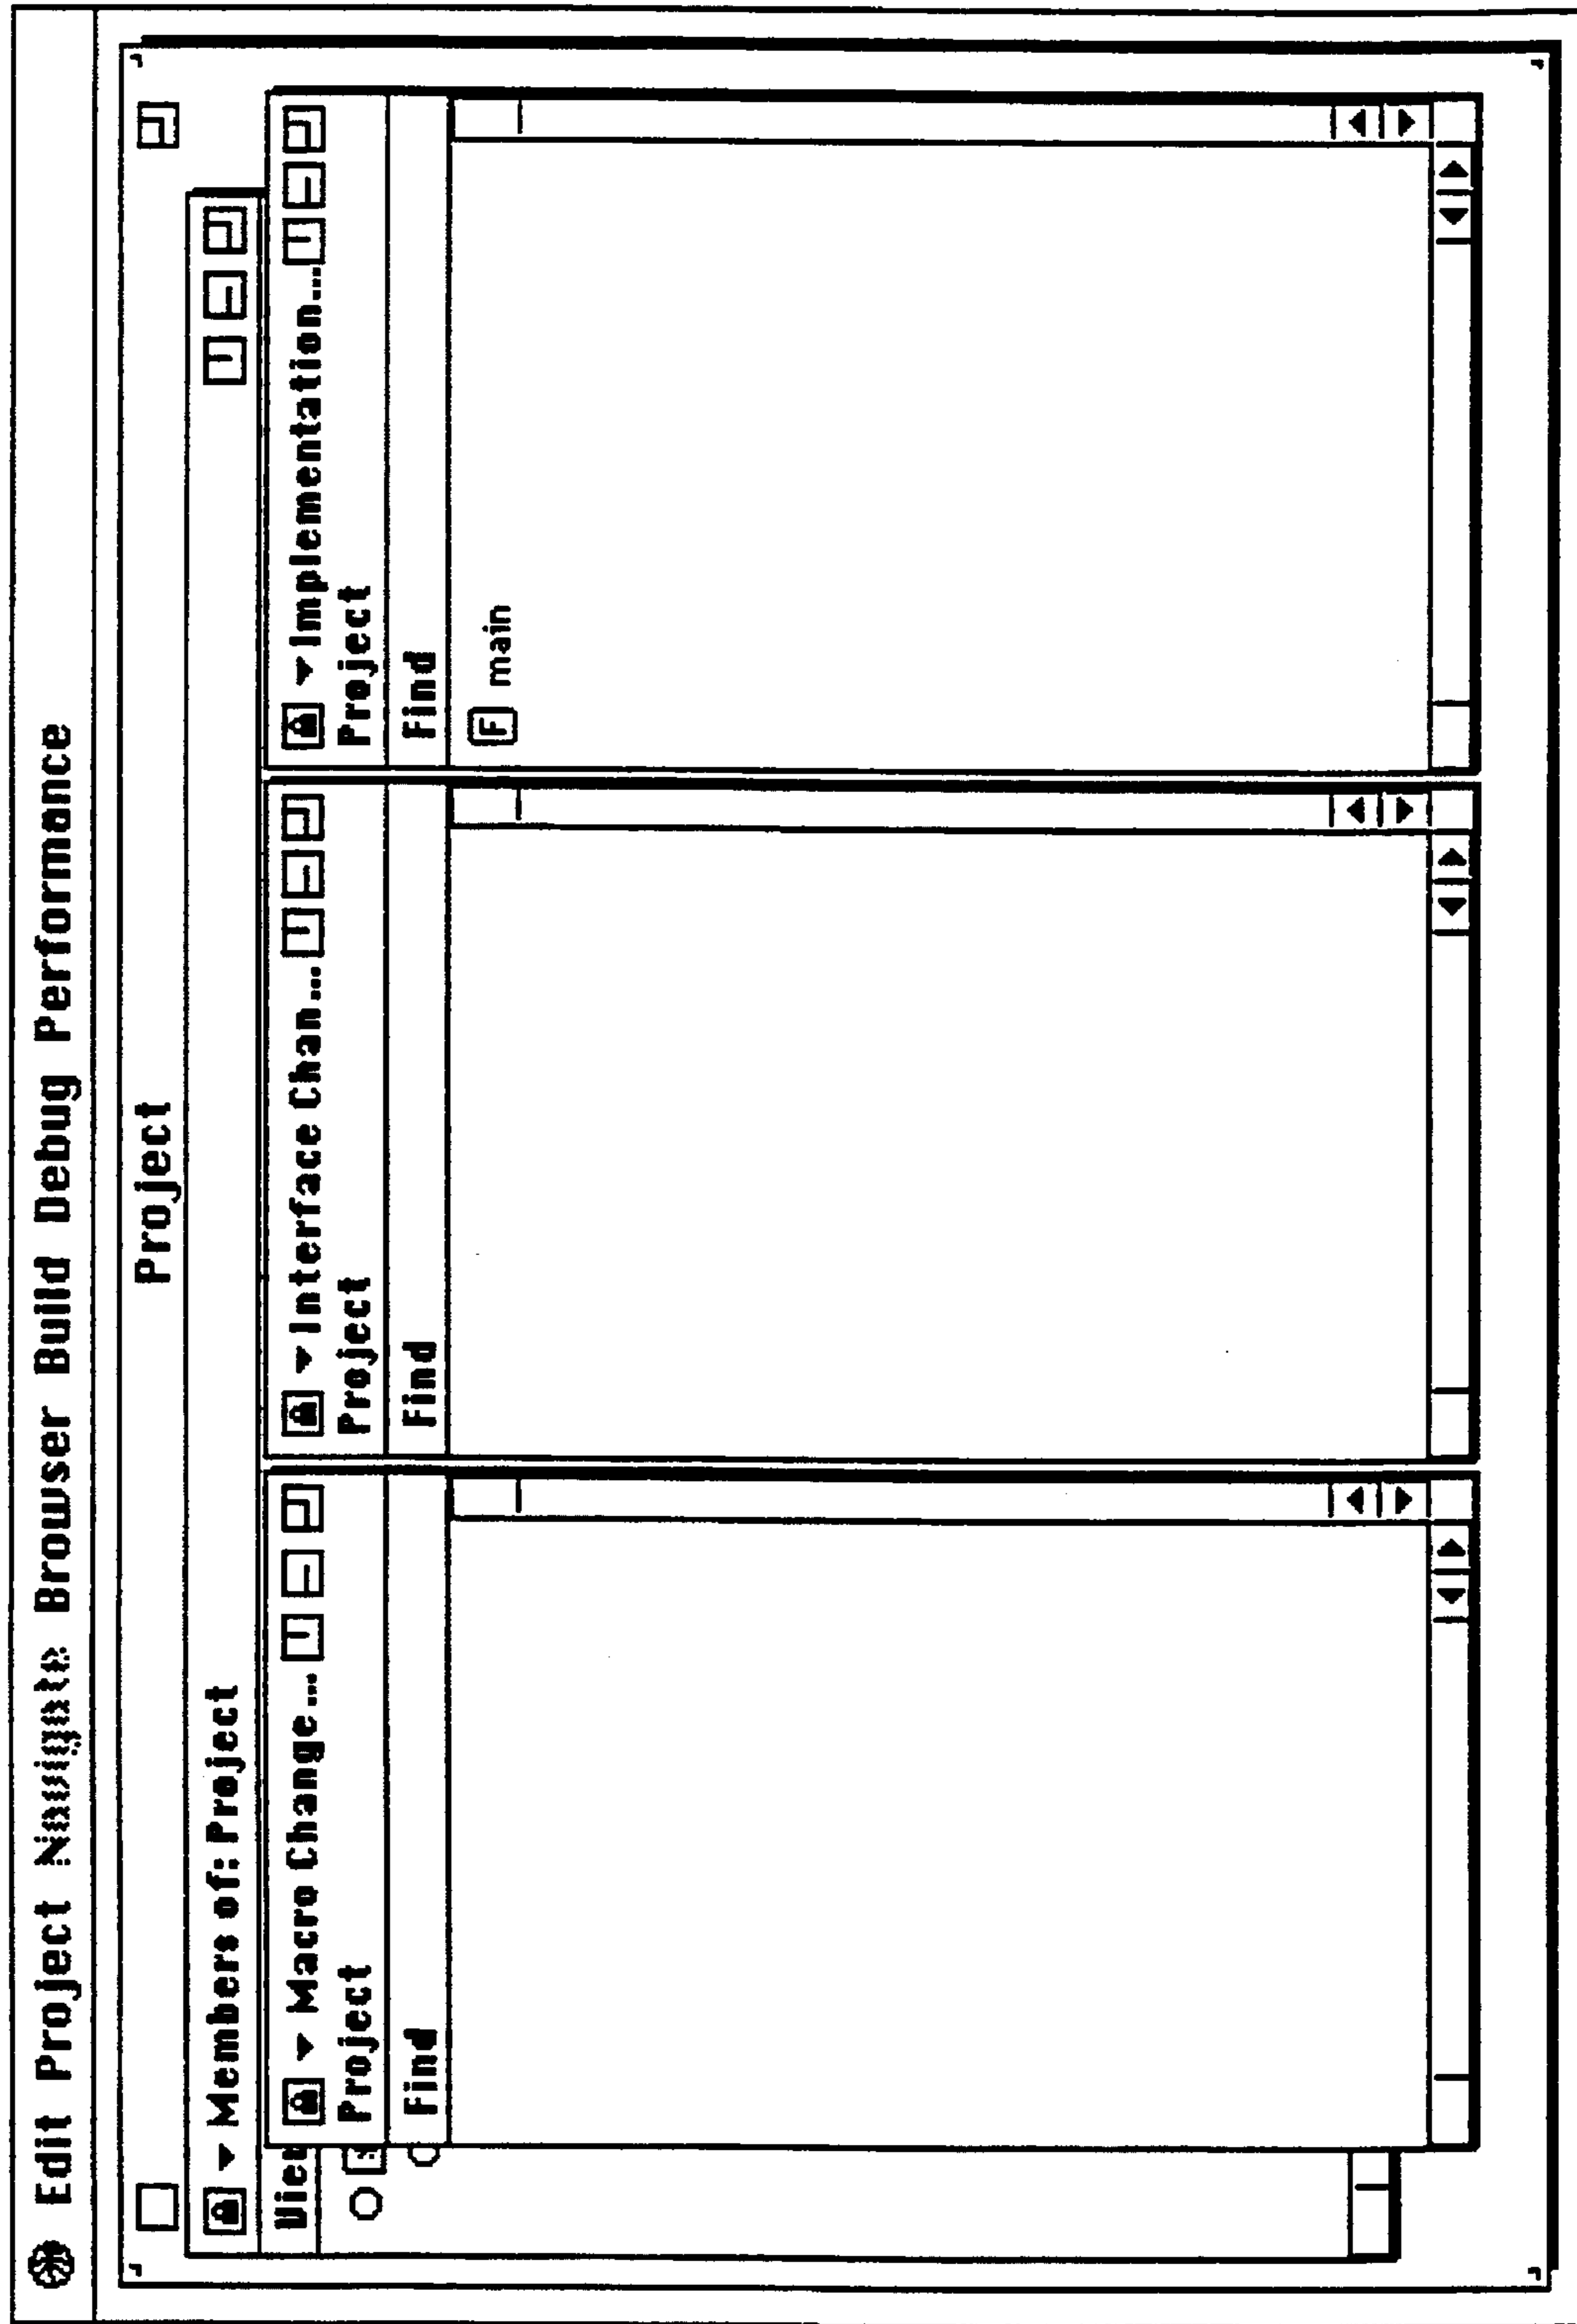 Edit Project Navigate Browser Build Debug Performance
Project
Members of: Project
View
Macro Change...
Project
Find
Interface Chan...
Project
Find
Implementation...
Project
Find
F main